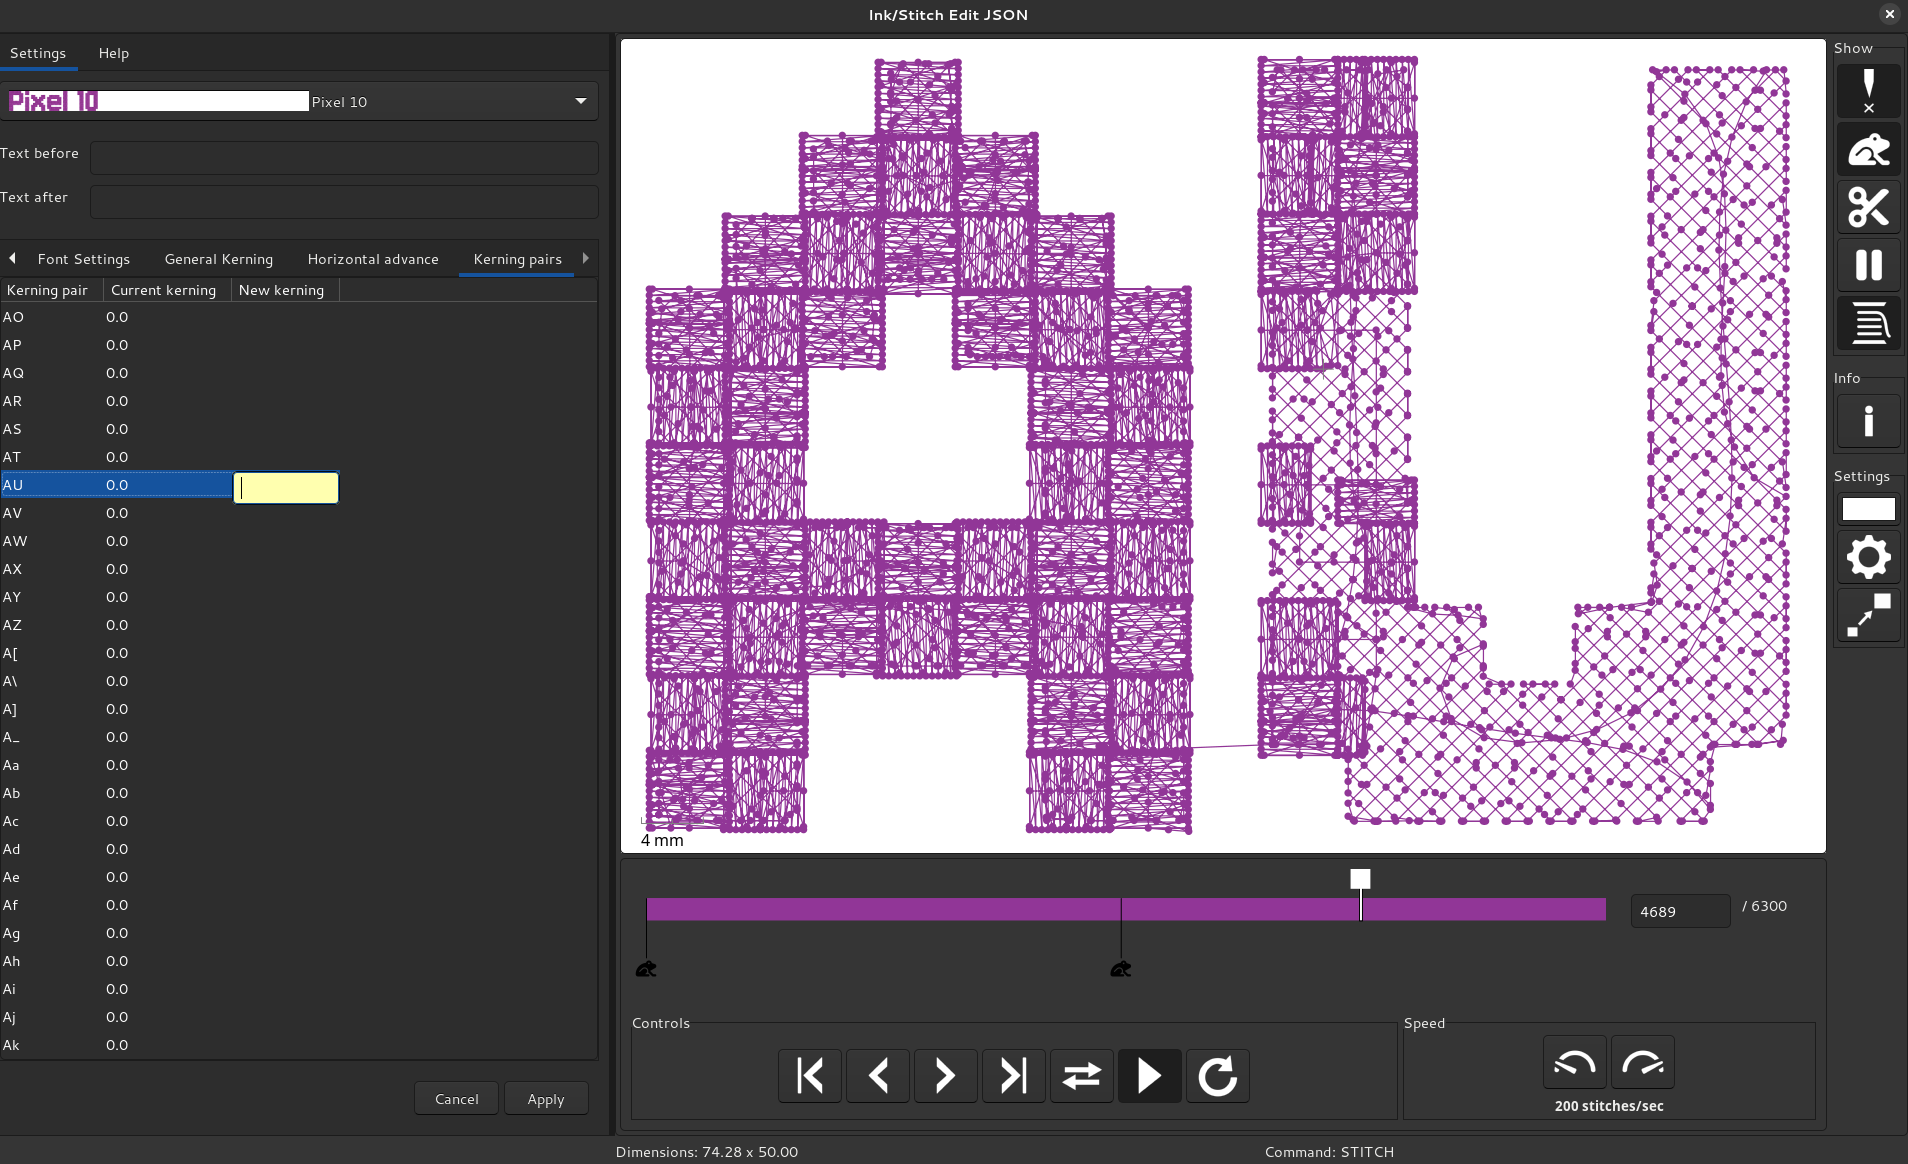 Ink/Stitch Edit JSON
Settings Help
Pixel 10 Pixel 10
Text before
Text after
Font Settings General Kerning Horizontal advance Kerning pairs
Kerning pair Current kerning New kerning
AO 0.0
AP 0.0
AQ 0.0
AR 0.0
AS 0.0
AT 0.0
AU 0.0
AV 0.0
AW 0.0
AX 0.0
AY 0.0
AZ 0.0
A[ 0.0
A\ 0.0
A] 0.0
A_ 0.0
Aa 0.0
Ab 0.0
Ac 0.0
Ad 0.0
Ae 0.0
Af 0.0
Ag 0.0
Ah 0.0
Ai 0.0
Aj 0.0
Ak 0.0
Cancel Apply
AU
4 mm
4689 / 6300
Controls
Speed
200 stitches/sec
Show
Info
Settings
Dimensions: 74.28 x 50.00
Command: STITCH